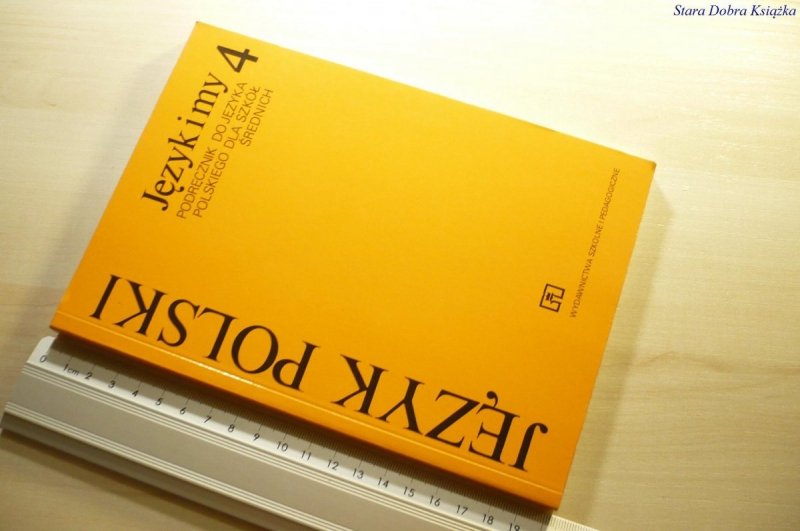 Stara Dobra Książka
Język i my 4
PODRĘCZNIK DO JĘZYKA
POLSKIEGO DLA SZKÓŁ
ŚREDNICH
JĘZYK POLSKI
WYDAWNICTWA SZKOLNE I PEDAGOGICZNE
0 1cm 2 3 4 5 6 7 8 9 10 11 12 13 14 15 16 17 18 19